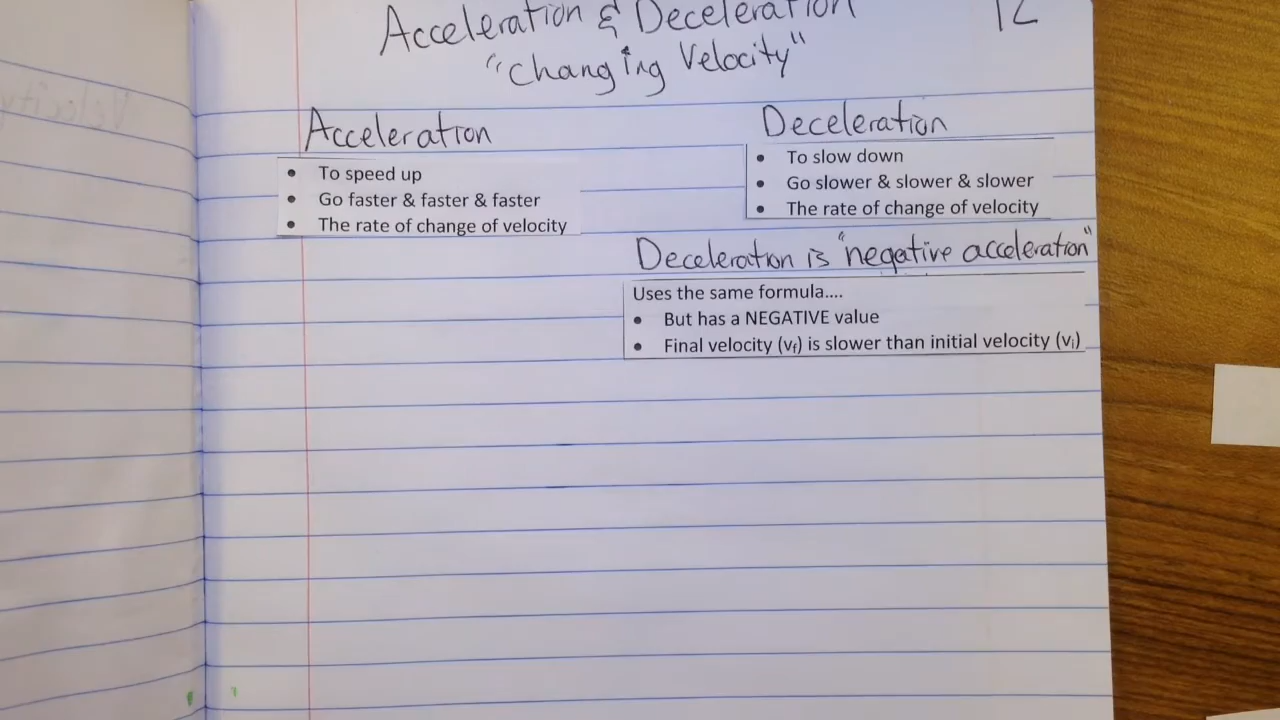 Acceleration & Deceleration
12
"Changing Velocity"
Acceleration
• To speed up
• Go faster & faster & faster
• The rate of change of velocity
Deceleration
• To slow down
• Go slower & slower & slower
• The rate of change of velocity
Deceleration is "negative acceleration"
Uses the same formula....
• But has a NEGATIVE value
• Final velocity (vf) is slower than initial velocity (vi)
Velocity